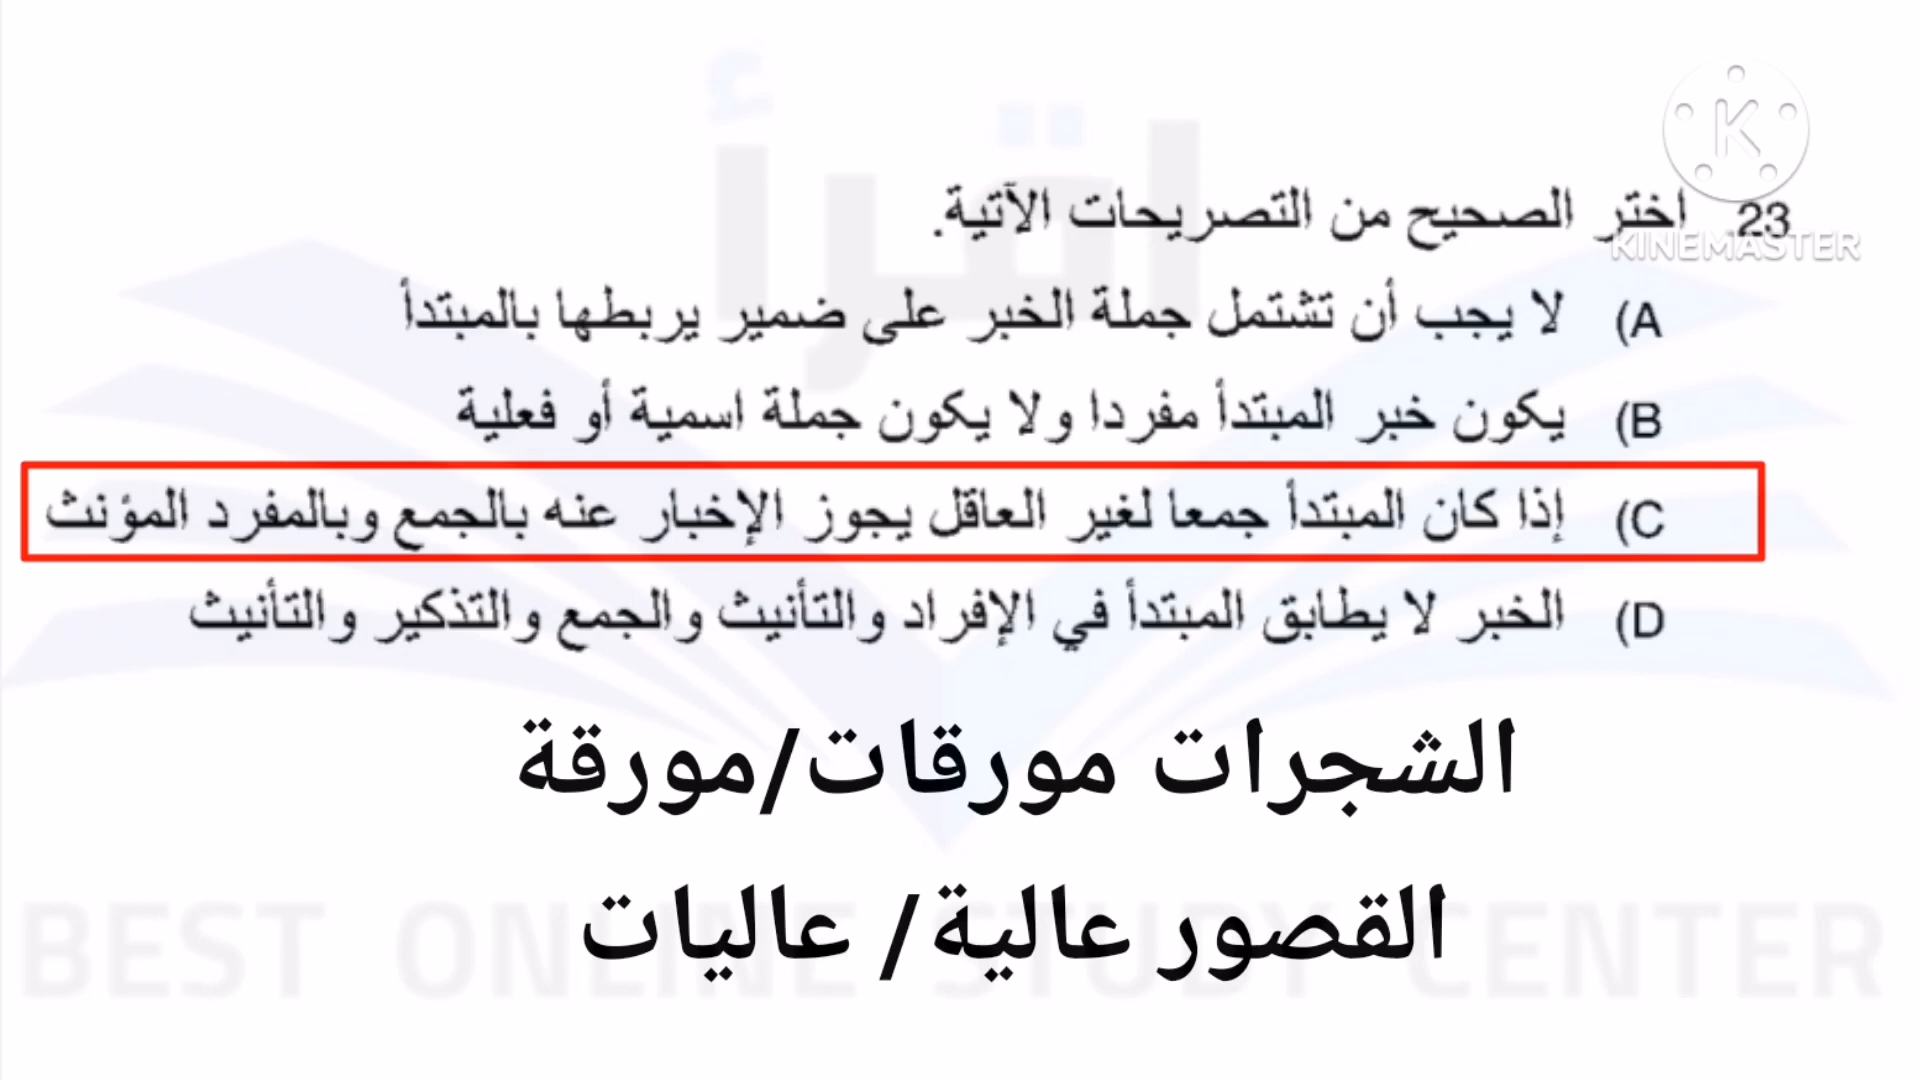 اقرأ
K
KINEMASTER
23. اختر الصحيح من التصريحات الآتية.
A) لا يجب أن تشتمل جملة الخبر على ضمير يربطها بالمبتدأ
B) يكون خبر المبتدأ مفردا ولا يكون جملة اسمية أو فعلية
C) إذا كان المبتدأ جمعا لغير العاقل يجوز الإخبار عنه بالجمع وبالمفرد المؤنث
D) الخبر لا يطابق المبتدأ في الإفراد والتأنيث والجمع والتذكير والتأنيث
الشجرات مورقات/مورقة
القصور عالية/ عاليات
BEST ONLINE STUDY CENTER